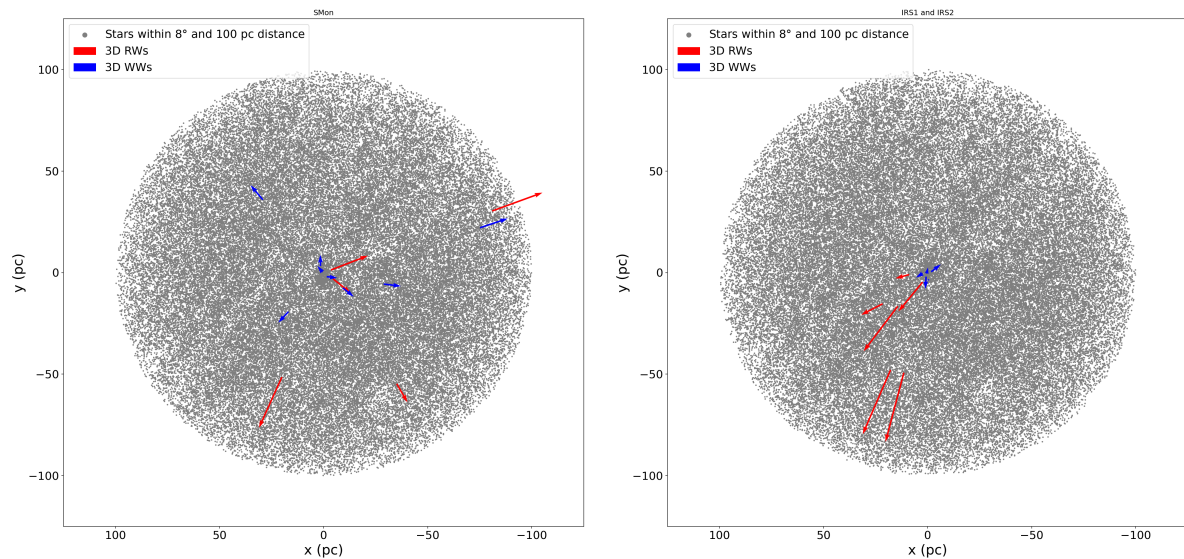 SMon
Stars within 8° and 100 pc distance
3D RWs
3D WWs
100
50
0
−50
−100
y (pc)
100
50
0
−50
−100
x (pc)
IRS1 and IRS2
Stars within 8° and 100 pc distance
3D RWs
3D WWs
100
50
0
−50
−100
y (pc)
100
50
0
−50
−100
x (pc)